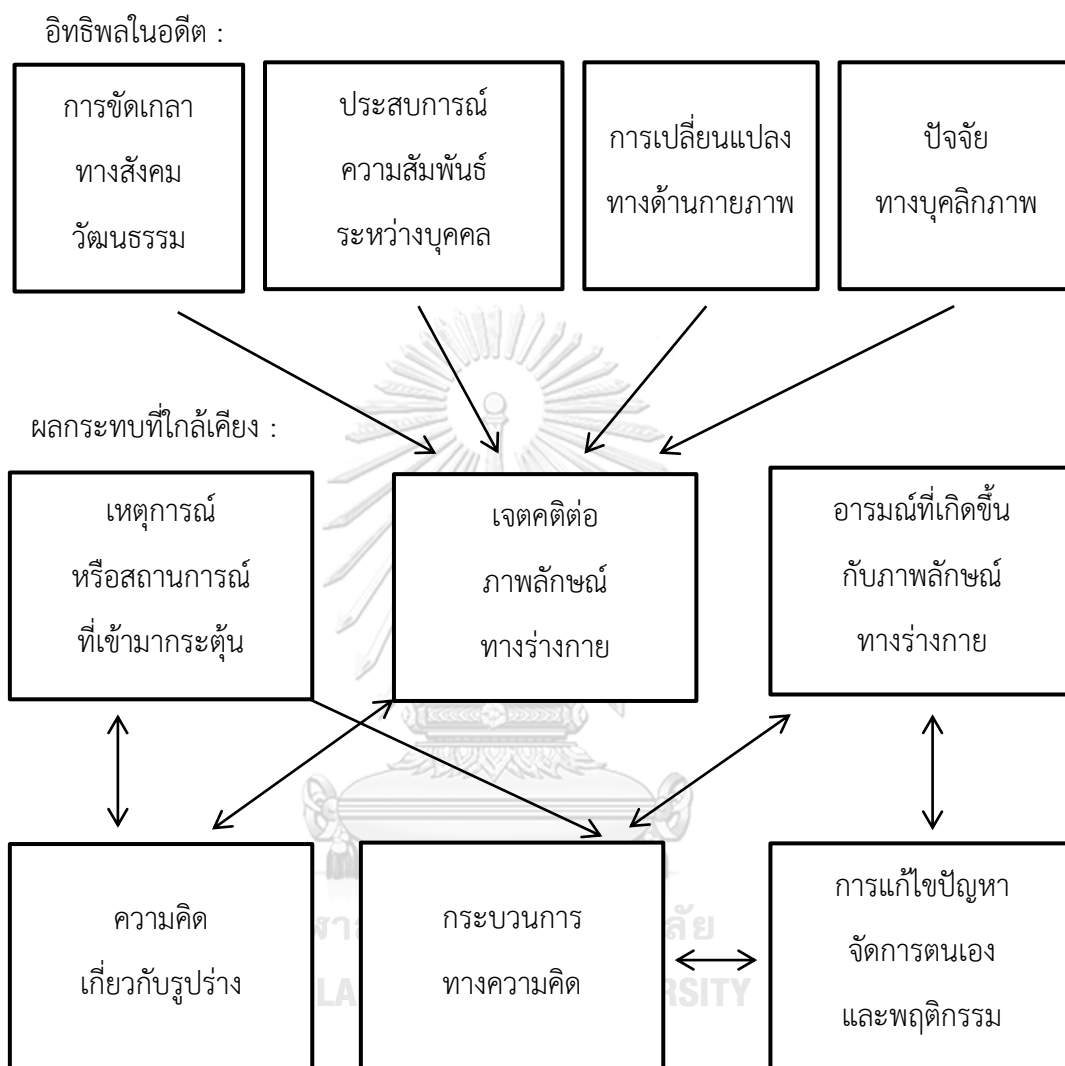 อิทธิพลในอดีต :
การขัดเกลา
ทางสังคม
วัฒนธรรม
ประสบการณ์
ความสัมพันธ์
ระหว่างบุคคล
การเปลี่ยนแปลง
ทางด้านกายภาพ
ปัจจัย
ทางบุคลิกภาพ
ผลกระทบที่ใกล้เคียง :
เหตุการณ์
หรือสถานการณ์
ที่เข้ามากระตุ้น
เจตคติต่อ
ภาพลักษณ์
ทางร่างกาย
อารมณ์ที่เกิดขึ้น
กับภาพลักษณ์
ทางร่างกาย
ความคิด
เกี่ยวกับรูปร่าง
กระบวนการ
ทางความคิด
การแก้ไขปัญหา
จัดการตนเอง
และพฤติกรรม